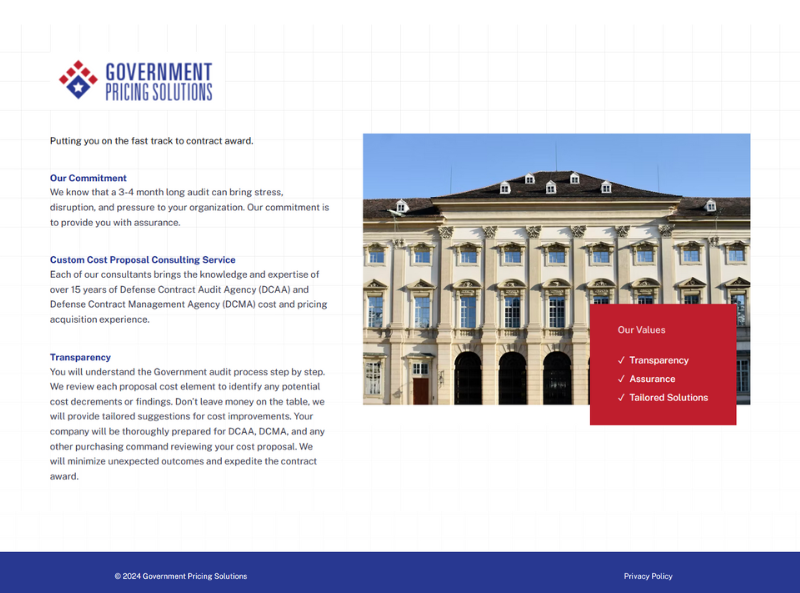 GOVERNMENT
PRICING SOLUTIONS
Putting you on the fast track to contract award.
Our Commitment
We know that a 3-4 month long audit can bring stress,
disruption, and pressure to your organization. Our commitment is
to provide you with assurance.
Custom Cost Proposal Consulting Service
Each of our consultants brings the knowledge and expertise of
over 15 years of Defense Contract Audit Agency (DCAA) and
Defense Contract Management Agency (DCMA) cost and pricing
acquisition experience.
Transparency
You will understand the Government audit process step by step.
We review each proposal cost element to identify any potential
cost decrements or findings. Don't leave money on the table, we
will provide tailored suggestions for cost improvements. Your
company will be thoroughly prepared for DCAA, DCMA, and any
other purchasing command reviewing your cost proposal. We
will minimize unexpected outcomes and expedite the contract
award.
Our Values
✓ Transparency
✓ Assurance
✓ Tailored Solutions
© 2024 Government Pricing Solutions
Privacy Policy